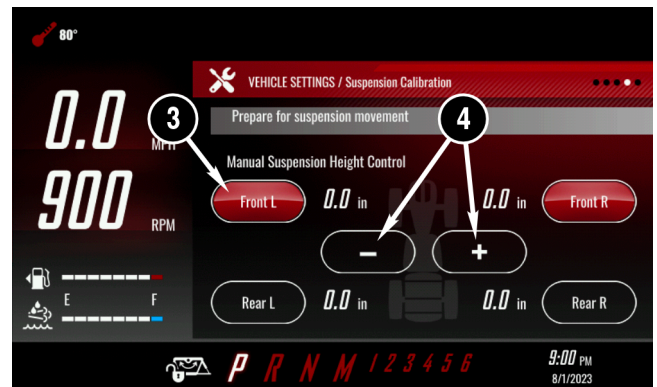 80°
VEHICLE SETTINGS / Suspension Calibration
Prepare for suspension movement
3
4
0.0 MPH
Manual Suspension Height Control
Front L 0.0 in 0.0 in Front R
900 RPM
− +
E F
Rear L 0.0 in 0.0 in Rear R
P R N M 1 2 3 4 5 6
9:00 PM
8/1/2023